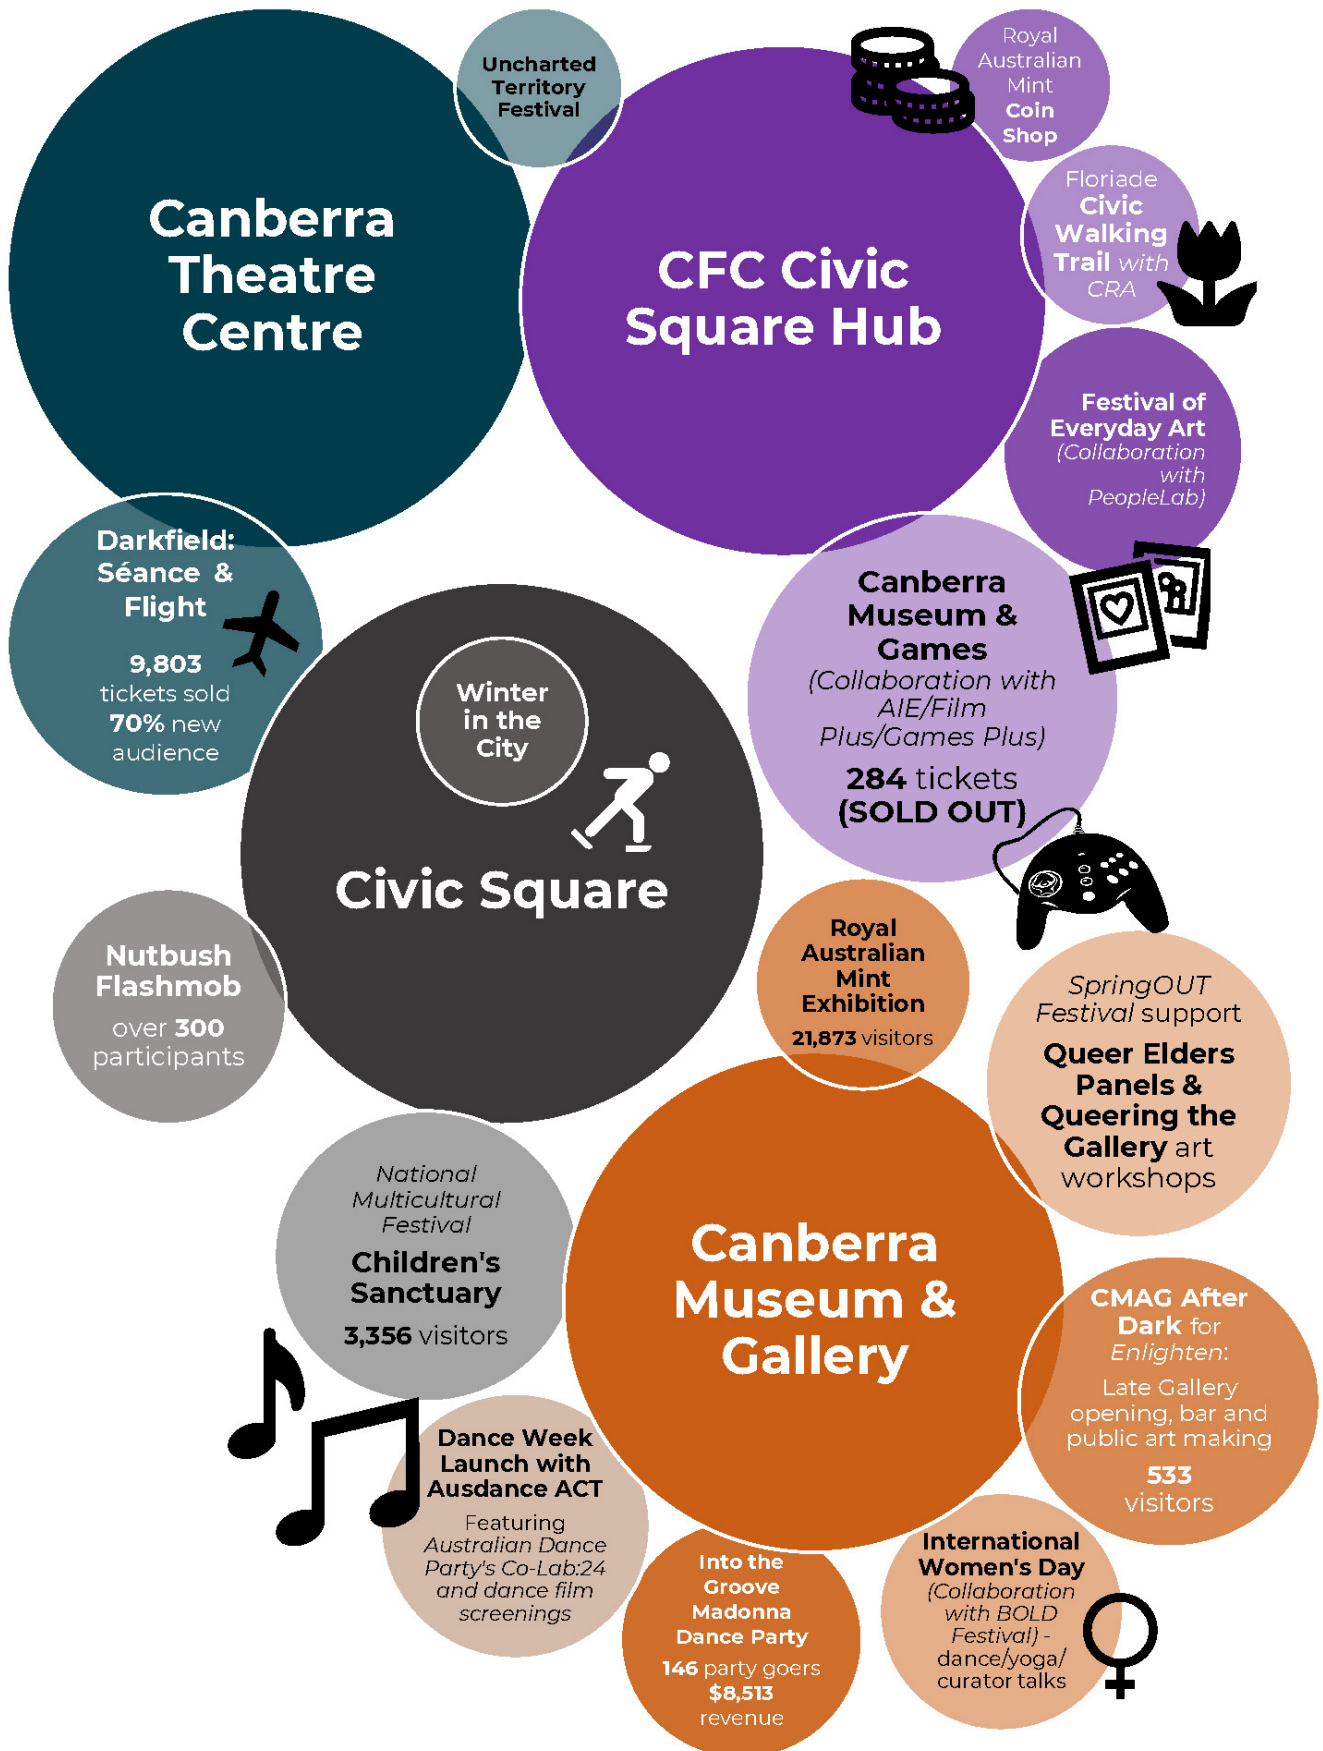 Uncharted
Territory
Festival
Royal
Australian
Mint
Coin
Shop
Canberra
Theatre
Centre
CFC Civic
Square Hub
Floriade
Civic
Walking
Trail with
CRA
Festival of
Everyday Art
(Collaboration
with
PeopleLab)
Darkfield:
Séance &
Flight
9,803
tickets sold
70% new
audience
Winter
in the
City
Civic Square
Canberra
Museum &
Games
(Collaboration with
AIE/Film
Plus/Games Plus)
284 tickets
(SOLD OUT)
Nutbush
Flashmob
over 300
participants
Royal
Australian
Mint
Exhibition
21,873 visitors
SpringOUT
Festival support
Queer Elders
Panels &
Queering the
Gallery art
workshops
National
Multicultural
Festival
Children's
Sanctuary
3,356 visitors
Canberra
Museum &
Gallery
CMAG After
Dark for
Enlighten:
Late Gallery
opening, bar and
public art making
533
visitors
Dance Week
Launch with
Ausdance ACT
Featuring
Australian Dance
Party's Co-Lab:24
and dance film
screenings
Into the
Groove
Madonna
Dance Party
146 party goers
$8,513
revenue
International
Women's Day
(Collaboration
with BOLD
Festival) -
dance/yoga/
curator talks